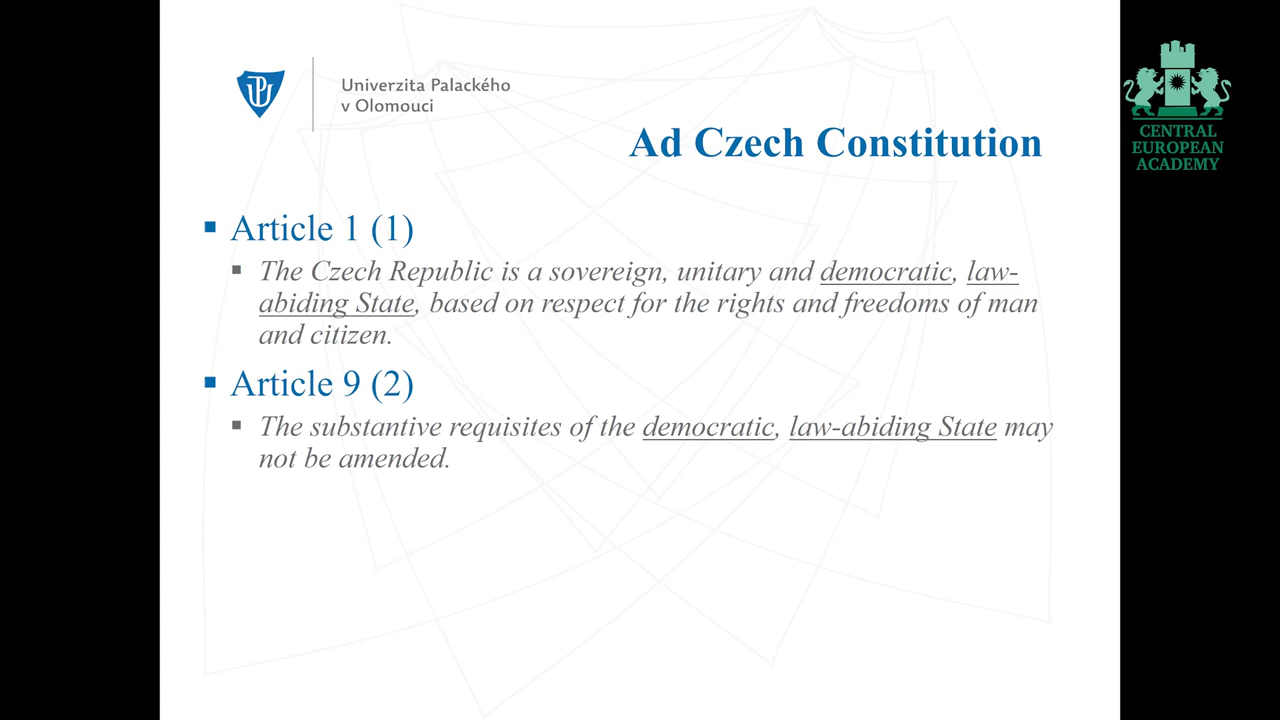 Univerzita Palackého
v Olomouci
Ad Czech Constitution
CENTRAL
EUROPEAN
ACADEMY
Article 1 (1)
The Czech Republic is a sovereign, unitary and democratic, law-
abiding State, based on respect for the rights and freedoms of man
and citizen.
Article 9 (2)
The substantive requisites of the democratic, law-abiding State may
not be amended.